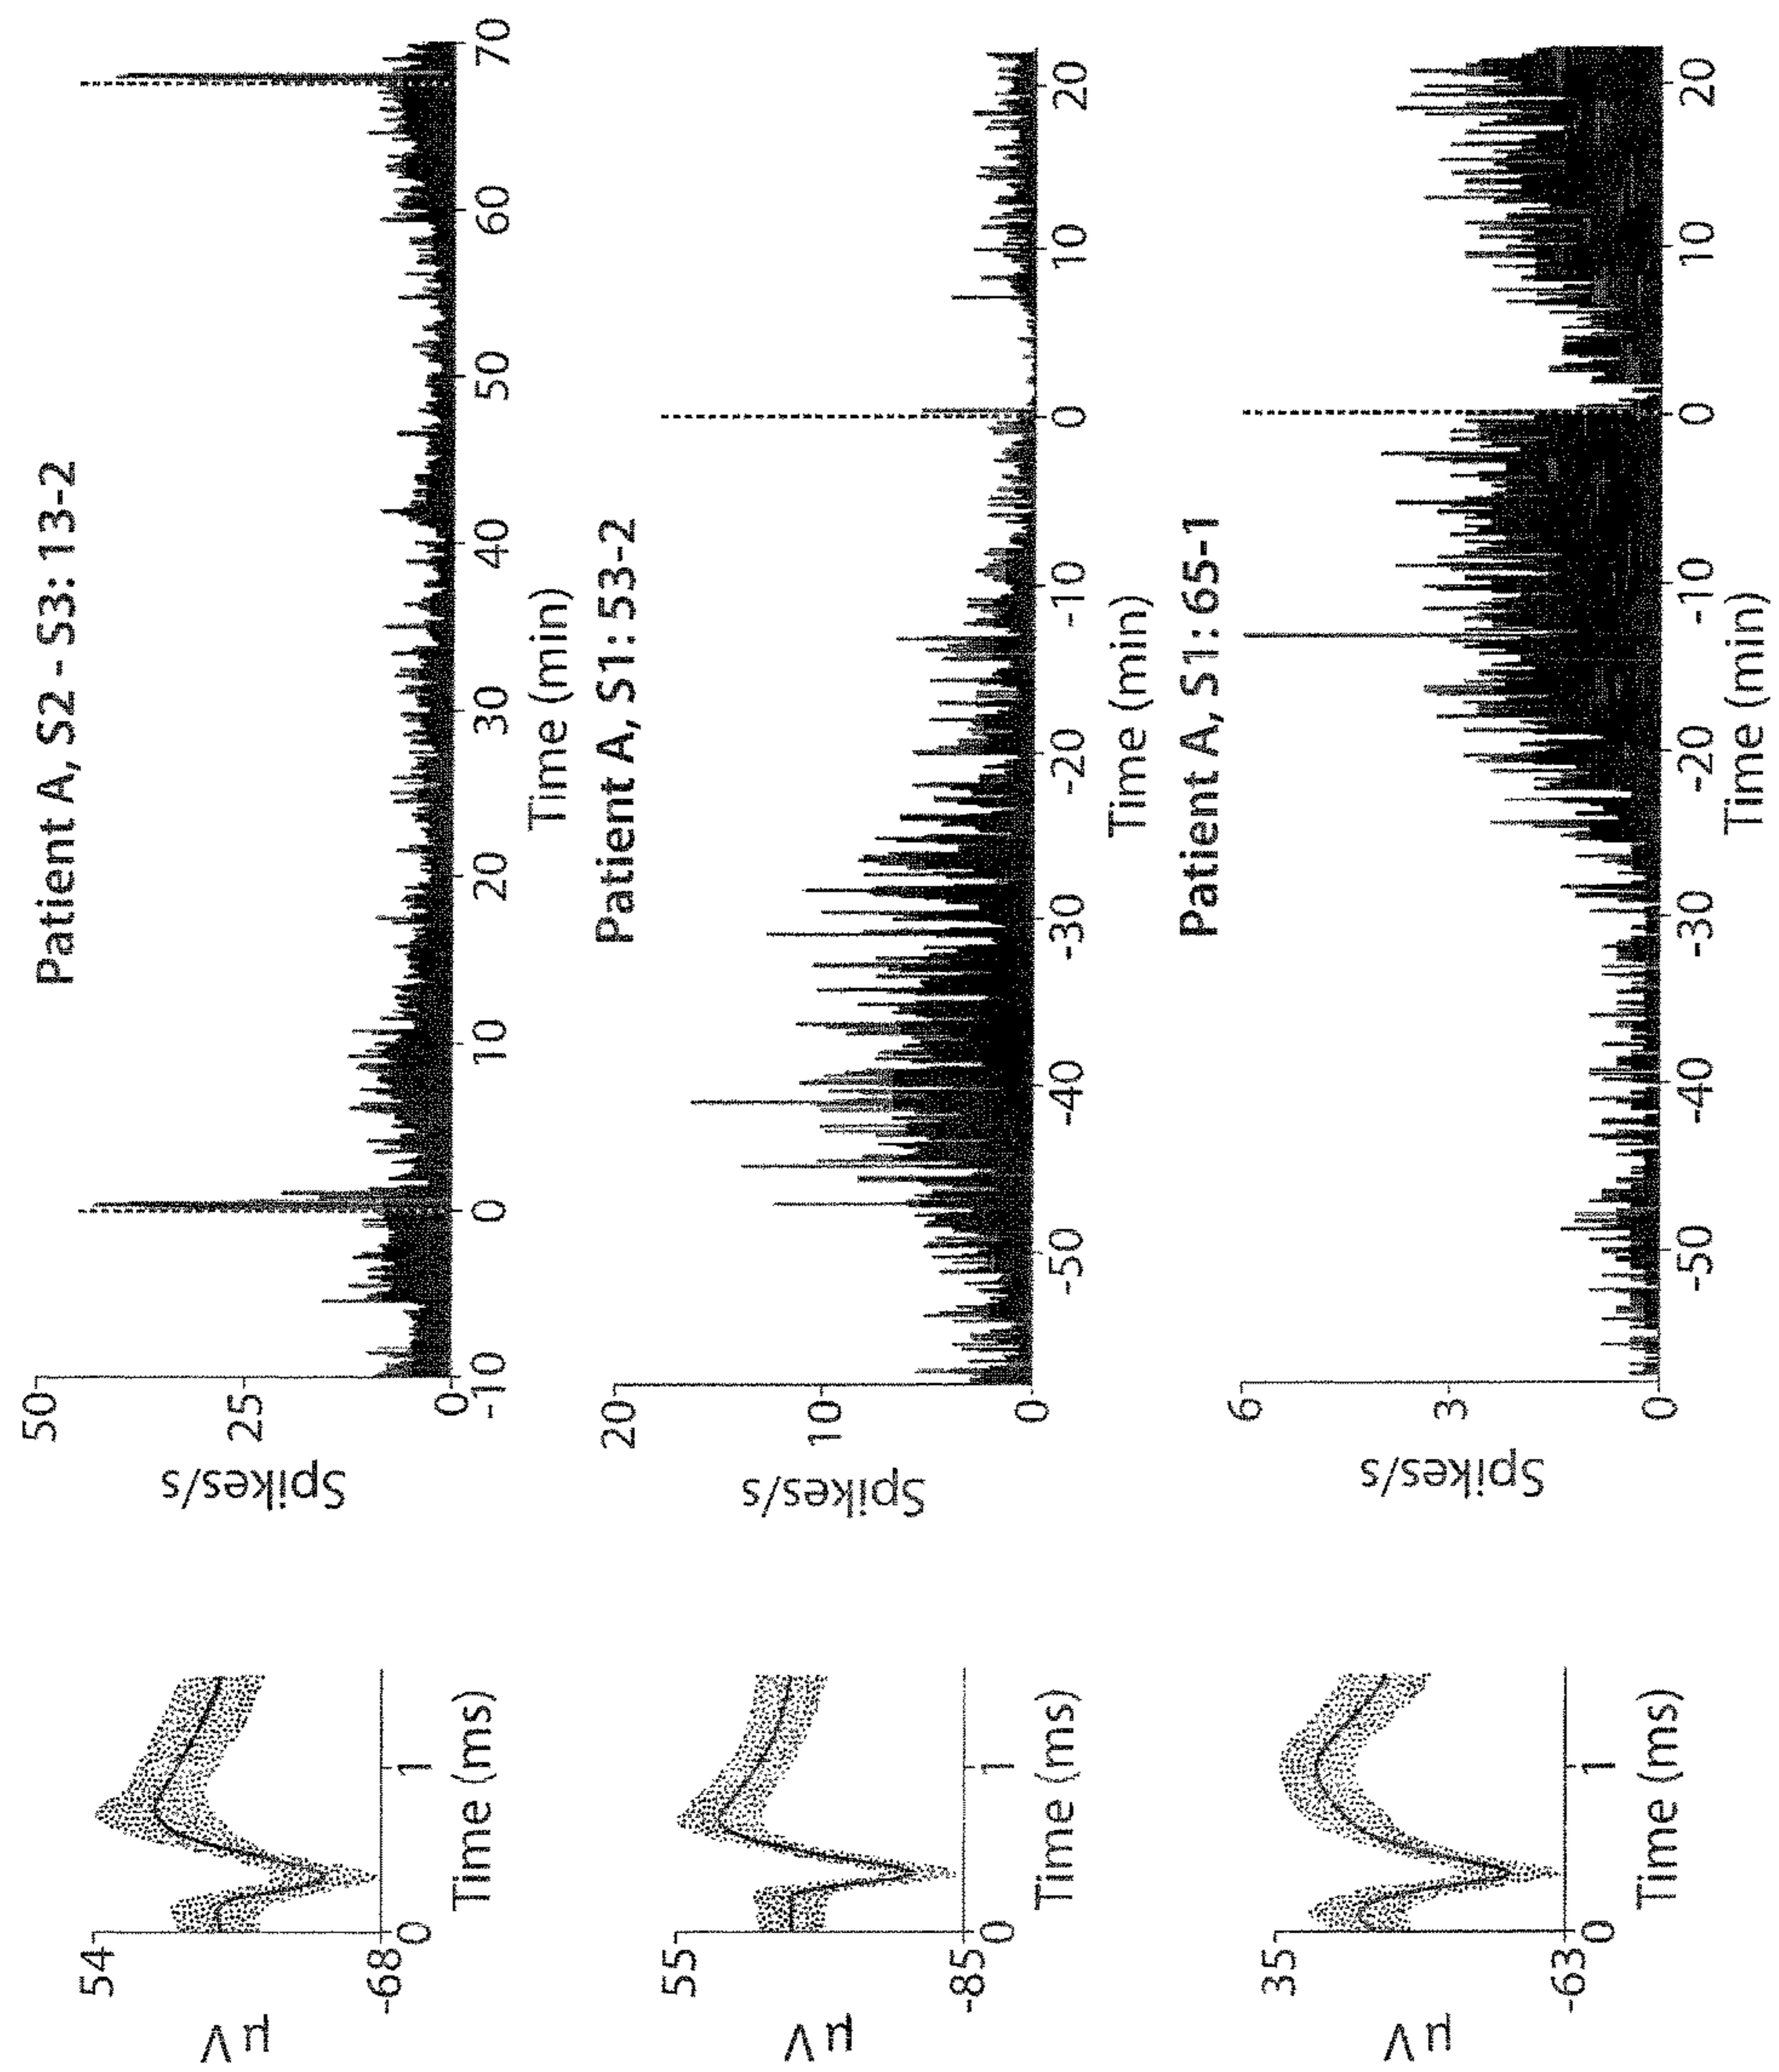 Patient A, S2 - S3: 13-2
54
-68
μV
0 1
Time (ms)
50
25
0
Spikes/s
-10 0 10 20 30 40 50 60 70
Time (min)
Patient A, S1: 53-2
55
-85
μV
0 1
Time (ms)
20
10
0
Spikes/s
-50 -40 -30 -20 -10 0 10 20
Time (min)
Patient A, S1: 65-1
35
-63
μV
0 1
Time (ms)
6
3
0
Spikes/s
-50 -40 -30 -20 -10 0 10 20
Time (min)